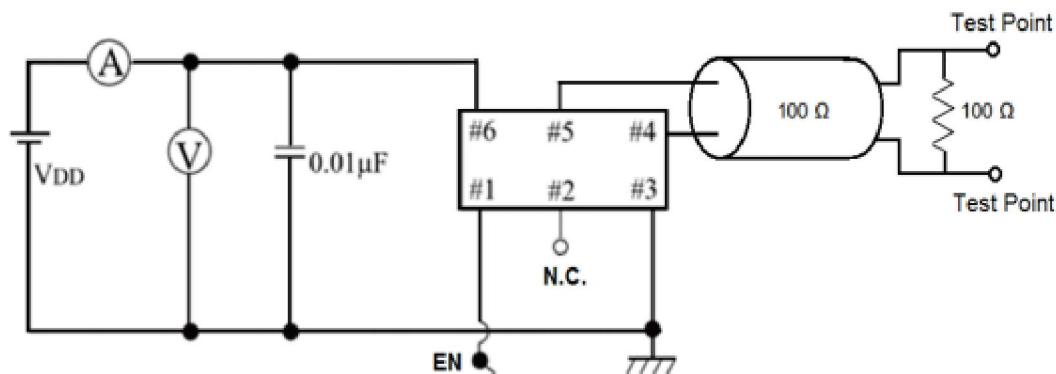 Test Point
A
#6 #5 #4
100 Ω
100 Ω
V
0.01µF
VDD
#1 #2 #3
Test Point
N.C.
EN